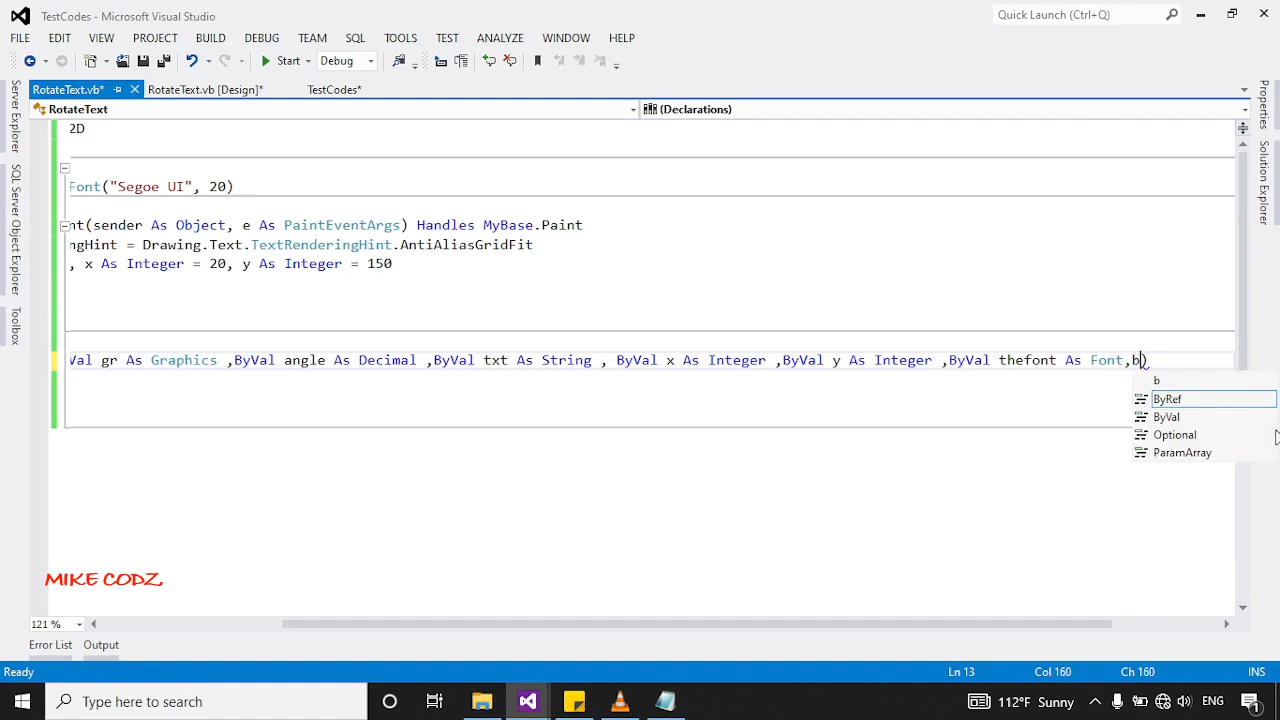 TestCodes - Microsoft Visual Studio
Quick Launch (Ctrl+Q)
FILE EDIT VIEW PROJECT BUILD DEBUG TEAM SQL TOOLS TEST ANALYZE WINDOW HELP
Start Debug
RotateText.vb* RotateText.vb [Design]* TestCodes*
RotateText (Declarations)
Server Explorer
SQL Server Object Explorer
Toolbox
Properties
Solution Explorer
2D
Font("Segoe UI", 20)
nt(sender As Object, e As PaintEventArgs) Handles MyBase.Paint
ngHint = Drawing.Text.TextRenderingHint.AntiAliasGridFit
, x As Integer = 20, y As Integer = 150
Val gr As Graphics ,ByVal angle As Decimal ,ByVal txt As String , ByVal x As Integer ,ByVal y As Integer ,ByVal thefont As Font,b)
b
ByRef
ByVal
Optional
ParamArray
MIKE CODZ,
121 %
Error List Output
Ready Ln 13 Col 160 Ch 160 INS
Type here to search 112°F Sunny ENG 1